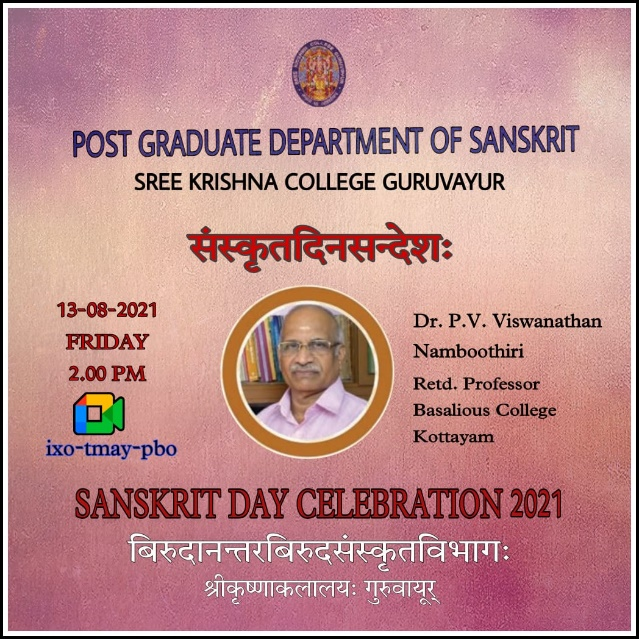 POST GRADUATE DEPARTMENT OF SANSKRIT
SREE KRISHNA COLLEGE GURUVAYUR
संस्कृतदिनसन्देशः
13-08-2021
FRIDAY
2.00 PM
ixo-tmay-pbo
Dr. P.V. Viswanathan
Namboothiri
Retd. Professor
Basalious College
Kottayam
SANSKRIT DAY CELEBRATION 2021
बिरुदानन्तरबिरुदसंस्कृतविभागः
श्रीकृष्णाकलालयः गुरुवायूर्